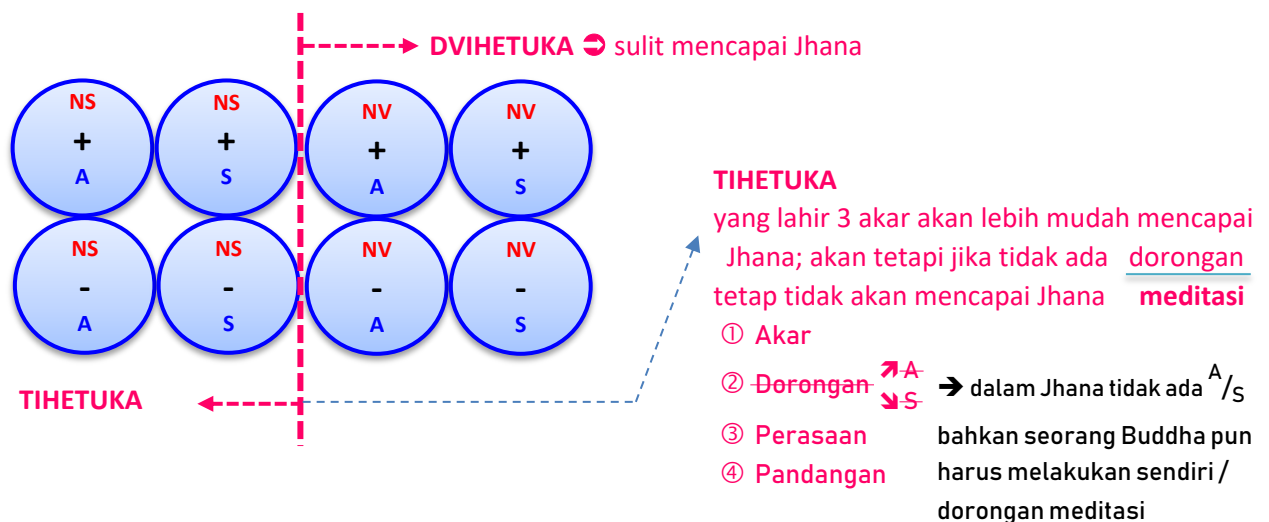 DVIHETUKA ➲ sulit mencapai Jhana
NS NS NV NV
+ + + +
A S A S
NS NS NV NV
- - - -
A S A S
TIHETUKA
TIHETUKA
yang lahir 3 akar akan lebih mudah mencapai
Jhana; akan tetapi jika tidak ada dorongan
tetap tidak akan mencapai Jhana meditasi
① Akar
② Dorongan ↗ A ↘ S ➔ dalam Jhana tidak ada A/S
③ Perasaan bahkan seorang Buddha pun
④ Pandangan harus melakukan sendiri /
dorongan meditasi